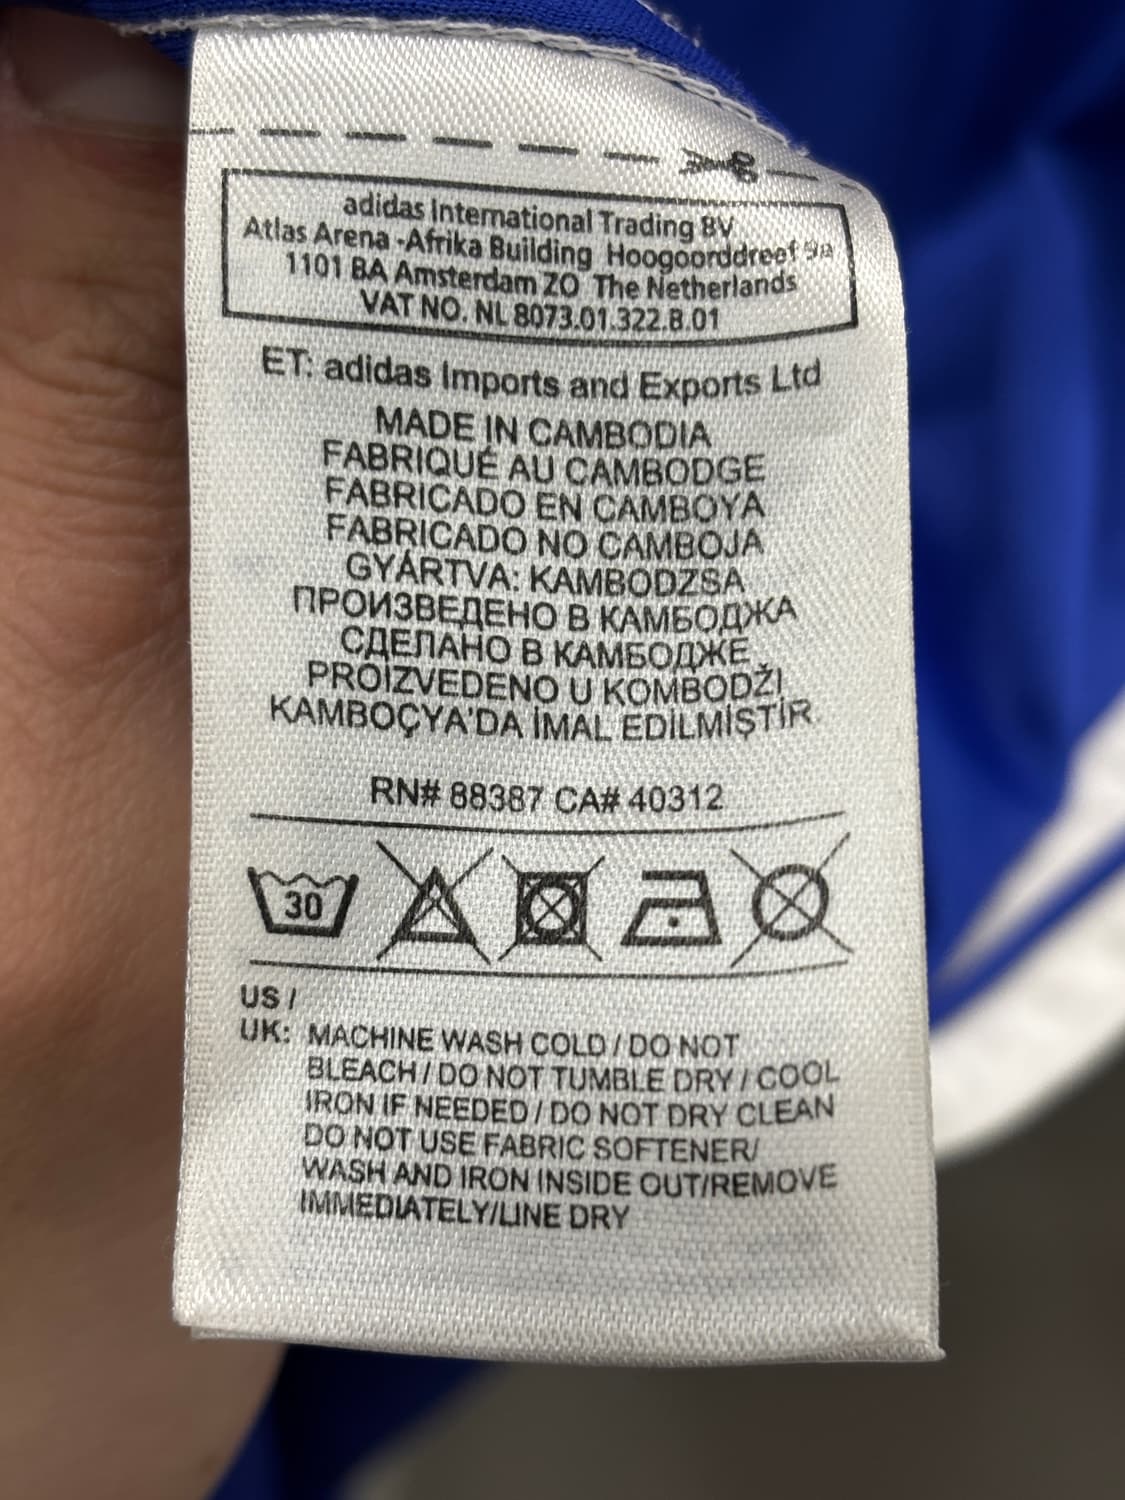 adidas International Trading BV
Atlas Arena -Afrika Building Hoogoorddreef 9a
1101 BA Amsterdam ZO The Netherlands
VAT NO. NL 8073.01.322.B.01
ET: adidas Imports and Exports Ltd
MADE IN CAMBODIA
FABRIQUÉ AU CAMBODGE
FABRICADO EN CAMBOYA
FABRICADO NO CAMBOJA
GYÁRTVA: KAMBODZSA
ПРОИЗВЕДЕНО В КАМБОДЖА
СДЕЛАНО В КАМБОДЖЕ
PROIZVEDENO U KOMBODŽI
KAMBOÇYA'DA İMAL EDİLMİŞTİR
RN# 88387 CA# 40312
30
US /
UK: MACHINE WASH COLD / DO NOT
BLEACH / DO NOT TUMBLE DRY / COOL
IRON IF NEEDED / DO NOT DRY CLEAN
DO NOT USE FABRIC SOFTENER/
WASH AND IRON INSIDE OUT/REMOVE
IMMEDIATELY/LINE DRY